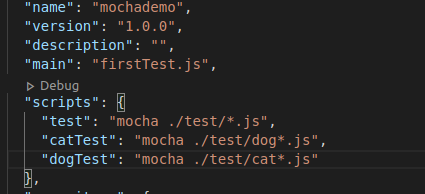 "name": "mochademo",
"version": "1.0.0",
"description": "",
"main": "firstTest.js",
Debug
"scripts": {
"test": "mocha ./test/*.js",
"catTest": "mocha ./test/dog*.js",
"dogTest": "mocha ./test/cat*.js"
},